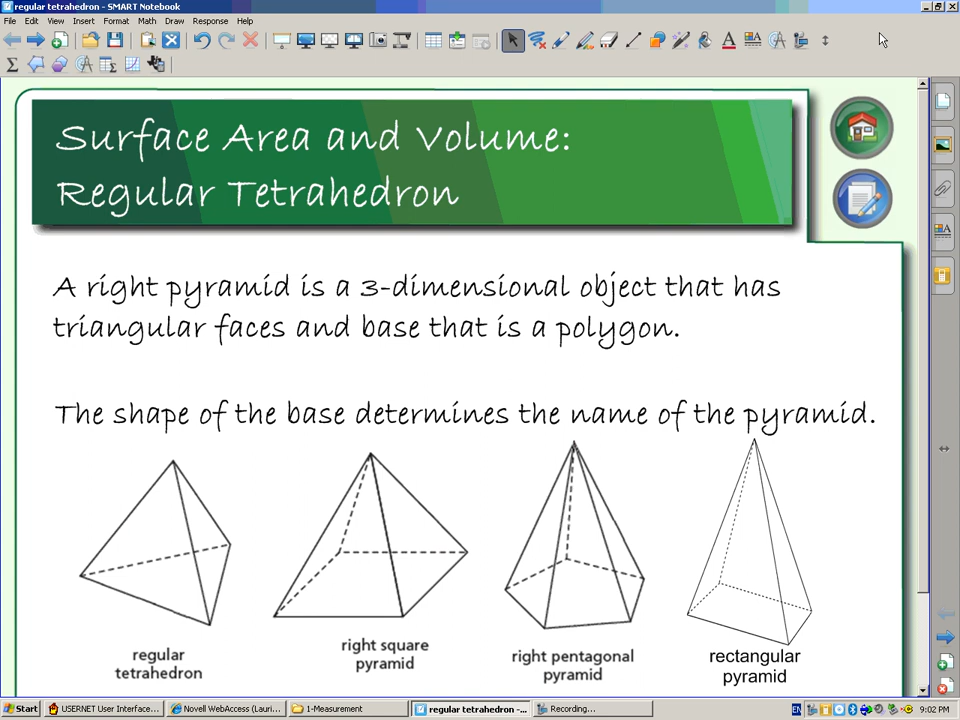 regular tetrahedron - SMART Notebook
File Edit View Insert Format Math Draw Response Help
Surface Area and Volume:
Regular Tetrahedron
A right pyramid is a 3-dimensional object that has
triangular faces and base that is a polygon.
The shape of the base determines the name of the pyramid.
regular
tetrahedron
right square
pyramid
right pentagonal
pyramid
rectangular
pyramid
Start USERNET User Interface... Novell WebAccess (Lauri... 1-Measurement regular tetrahedron -... Recording... EN 9:02 PM